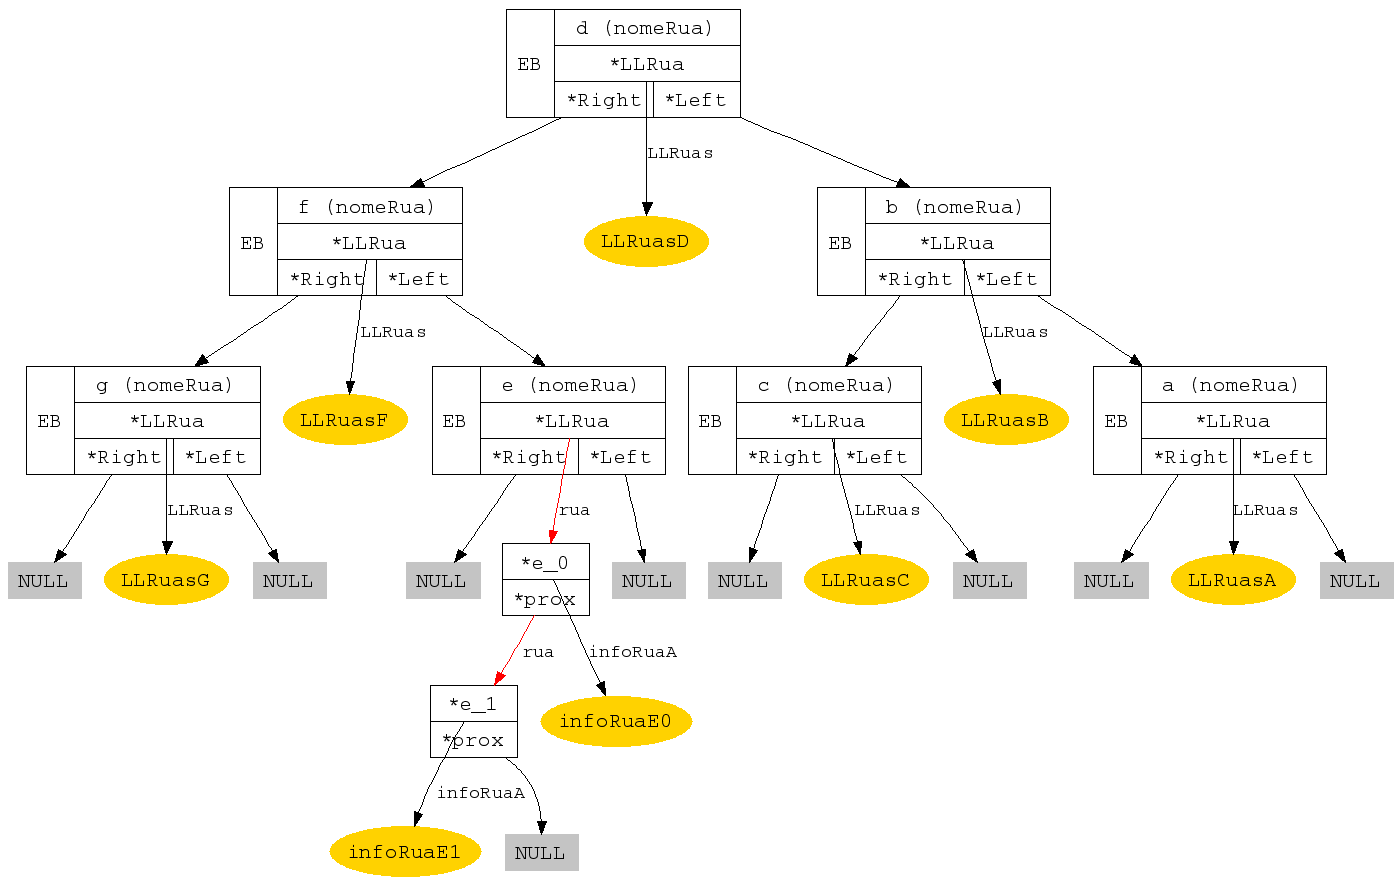 d (nomeRua)
EB
*LLRua
*Right
*Left
LLRuas
f (nomeRua)
b (nomeRua)
EB
*LLRua
LLRuasD
EB
*LLRua
*Right
*Left
*Right
*Left
LLRuas
LLRuas
g (nomeRua)
e (nomeRua)
c (nomeRua)
a (nomeRua)
EB
*LLRua
LLRuasF
EB
*LLRua
EB
*LLRua
LLRuasB
EB
*LLRua
*Right
*Left
*Right
*Left
*Right
*Left
*Right
*Left
LLRuas
rua
LLRuas
LLRuas
*e_0
NULL
LLRuasG
NULL
NULL
NULL
NULL
LLRuasC
NULL
NULL
LLRuasA
NULL
*prox
rua
infoRuaA
*e_1
infoRuaE0
*prox
infoRuaA
infoRuaE1
NULL